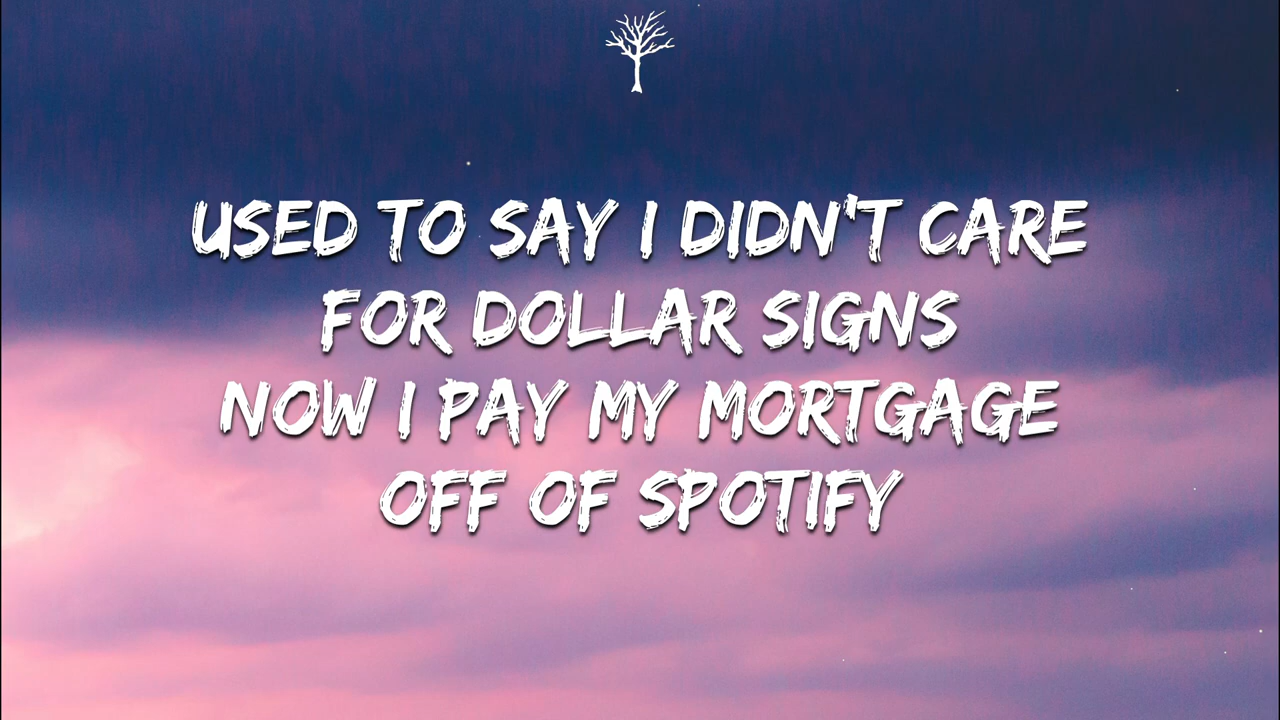 USED TO SAY I DIDN'T CARE
FOR DOLLAR SIGNS
NOW I PAY MY MORTGAGE
OFF OF SPOTIFY